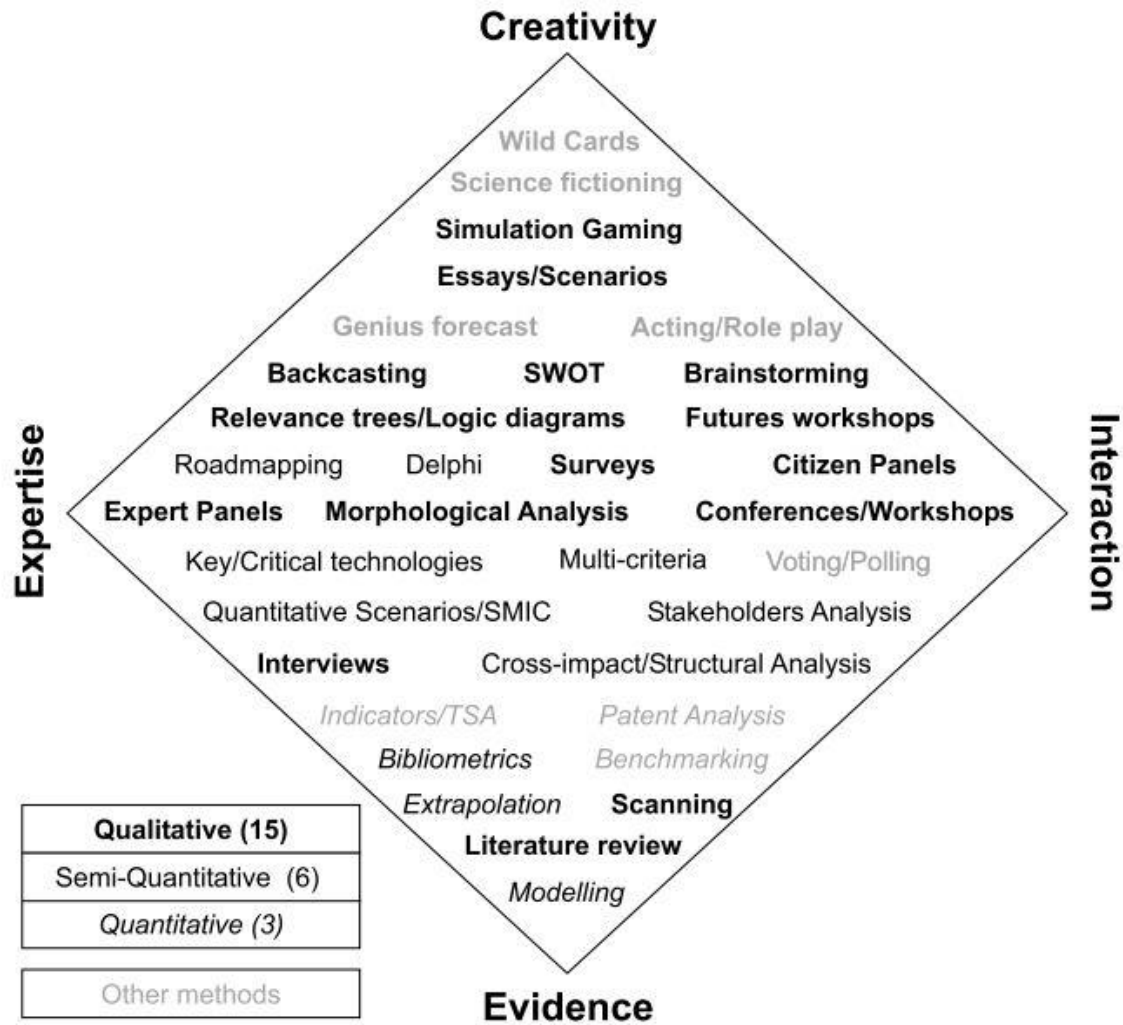 Creativity
Wild Cards
Science fictioning
Simulation Gaming
Essays/Scenarios
Genius forecast Acting/Role play
Backcasting SWOT Brainstorming
Relevance trees/Logic diagrams Futures workshops
Roadmapping Delphi Surveys Citizen Panels
Expertise
Interaction
Expert Panels Morphological Analysis Conferences/Workshops
Key/Critical technologies Multi-criteria Voting/Polling
Quantitative Scenarios/SMIC Stakeholders Analysis
Interviews Cross-impact/Structural Analysis
Indicators/TSA Patent Analysis
Bibliometrics Benchmarking
Extrapolation Scanning
Literature review
Modelling
Evidence
Qualitative (15)
Semi-Quantitative (6)
Quantitative (3)
Other methods